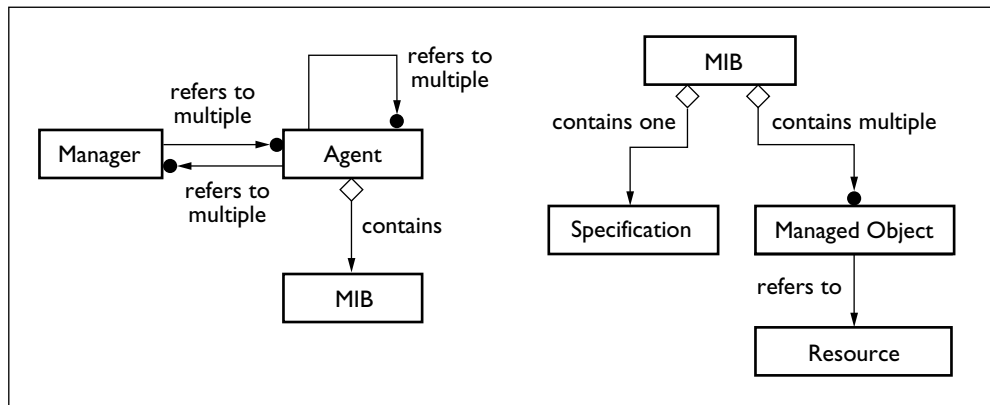 refers to
multiple
refers to
multiple
Manager
Agent
refers to
multiple
contains
MIB
MIB
contains one
contains multiple
Specification
Managed Object
refers to
Resource